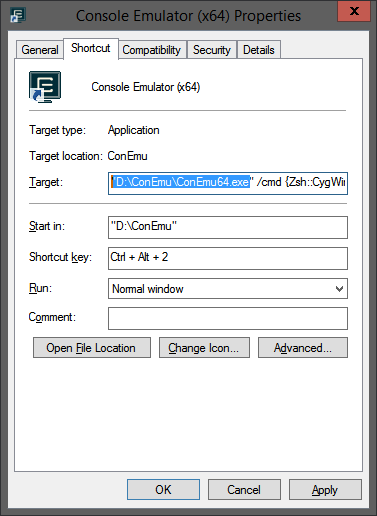 Console Emulator (x64) Properties
x
General Shortcut Compatibility Security Details
Console Emulator (x64)
Target type: Application
Target location: ConEmu
Target: "D:\ConEmu\ConEmu64.exe" /cmd {Zsh::CygWi
Start in: "D:\ConEmu"
Shortcut key: Ctrl + Alt + 2
Run: Normal window
Comment:
Open File Location Change Icon... Advanced...
OK Cancel Apply